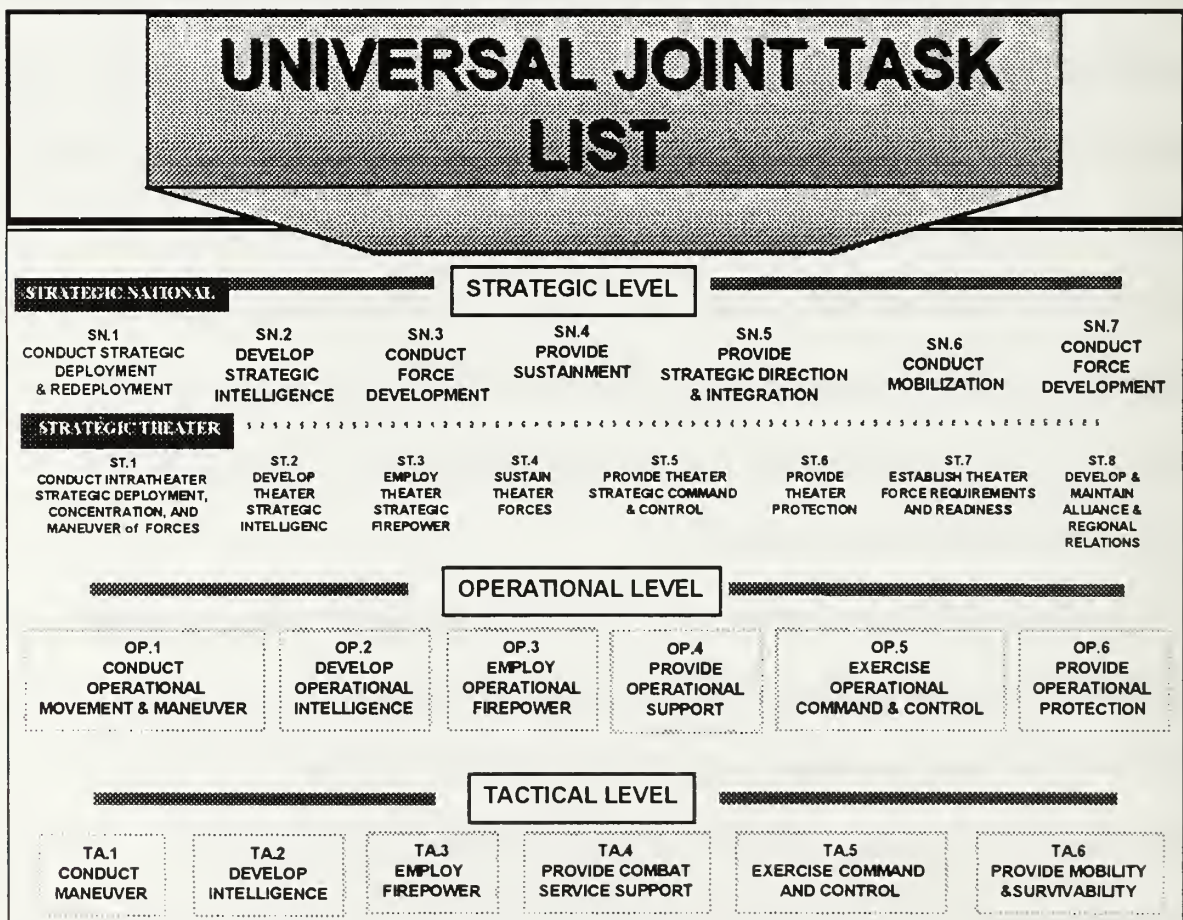 UNIVERSAL JOINT TASK
LIST
STRATEGIC LEVEL
STRATEGIC NATIONAL
SN.1
CONDUCT STRATEGIC
DEPLOYMENT
& REDEPLOYMENT
SN.2
DEVELOP
STRATEGIC
INTELLIGENCE
SN.3
CONDUCT
FORCE
DEVELOPMENT
SN.4
PROVIDE
SUSTAINMENT
SN.5
PROVIDE
STRATEGIC DIRECTION
& INTEGRATION
SN.6
CONDUCT
MOBILIZATION
SN.7
CONDUCT
FORCE
DEVELOPMENT
STRATEGIC THEATER
ST.1
CONDUCT INTRATHEATER
STRATEGIC DEPLOYMENT,
CONCENTRATION, AND
MANEUVER of FORCES
ST.2
DEVELOP
THEATER
STRATEGIC
INTELLIGENC
ST.3
EMPLOY
THEATER
STRATEGIC
FIREPOWER
ST.4
SUSTAIN
THEATER
FORCES
ST.5
PROVIDE THEATER
STRATEGIC COMMAND
& CONTROL
ST.6
PROVIDE
THEATER
PROTECTION
ST.7
ESTABLISH THEATER
FORCE REQUIREMENTS
AND READINESS
ST.8
DEVELOP &
MAINTAIN
ALLIANCE &
REGIONAL
RELATIONS
OPERATIONAL LEVEL
OP.1
CONDUCT
OPERATIONAL
MOVEMENT & MANEUVER
OP.2
DEVELOP
OPERATIONAL
INTELLIGENCE
OP.3
EMPLOY
OPERATIONAL
FIREPOWER
OP.4
PROVIDE
OPERATIONAL
SUPPORT
OP.5
EXERCISE
OPERATIONAL
COMMAND & CONTROL
OP.6
PROVIDE
OPERATIONAL
PROTECTION
TACTICAL LEVEL
TA.1
CONDUCT
MANEUVER
TA.2
DEVELOP
INTELLIGENCE
TA.3
EMPLOY
FIREPOWER
TA.4
PROVIDE COMBAT
SERVICE SUPPORT
TA.5
EXERCISE COMMAND
AND CONTROL
TA.6
PROVIDE MOBILITY
&SURVIVABILITY